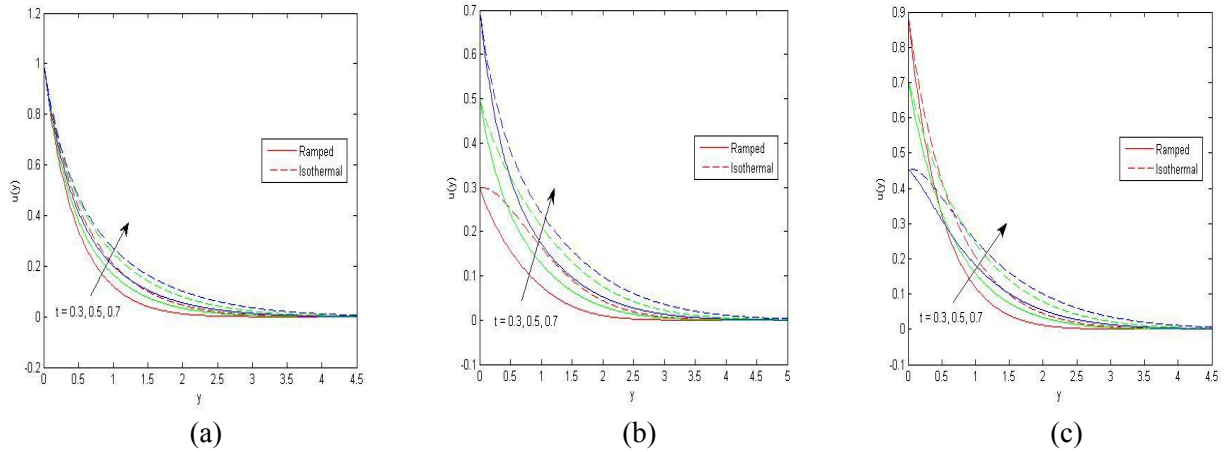 1.2
1
0.8
0.6
0.4
0.2
0
-0.2
u(y)
Ramped
Isothermal
t = 0.3, 0.5, 0.7
0 0.5 1 1.5 2 2.5 3 3.5 4 4.5
y
(a)
0.7
0.6
0.5
0.4
0.3
0.2
0.1
0
-0.1
u(y)
Ramped
Isothermal
t = 0.3, 0.5, 0.7
0 0.5 1 1.5 2 2.5 3 3.5 4 4.5 5
y
(b)
0.9
0.8
0.7
0.6
0.5
0.4
0.3
0.2
0.1
0
-0.1
u(y)
Ramped
Isothermal
t = 0.3, 0.5, 0.7
0 0.5 1 1.5 2 2.5 3 3.5 4 4.5
y
(c)